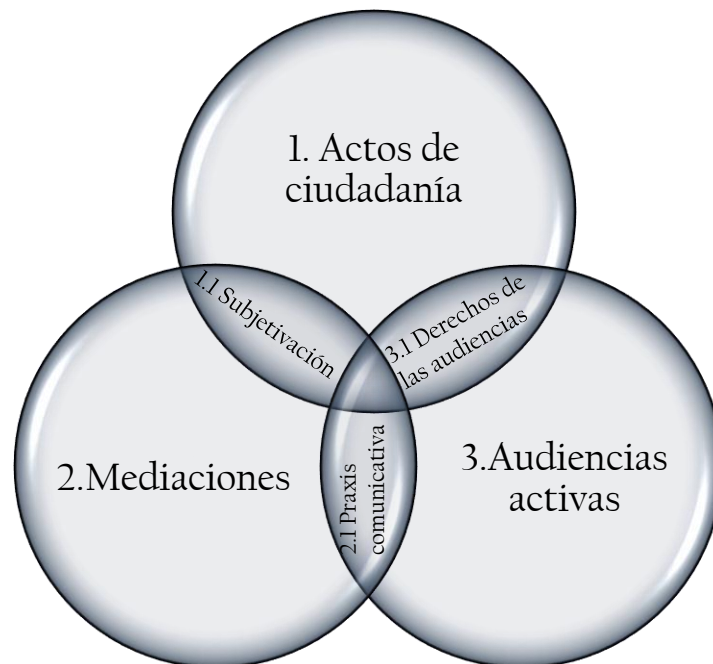 1. Actos de
ciudadanía
1.1 Subjetivación
3.1 Derechos de
las audiencias
2.Mediaciones
2.1 Praxis
comunicativa
3.Audiencias
activas